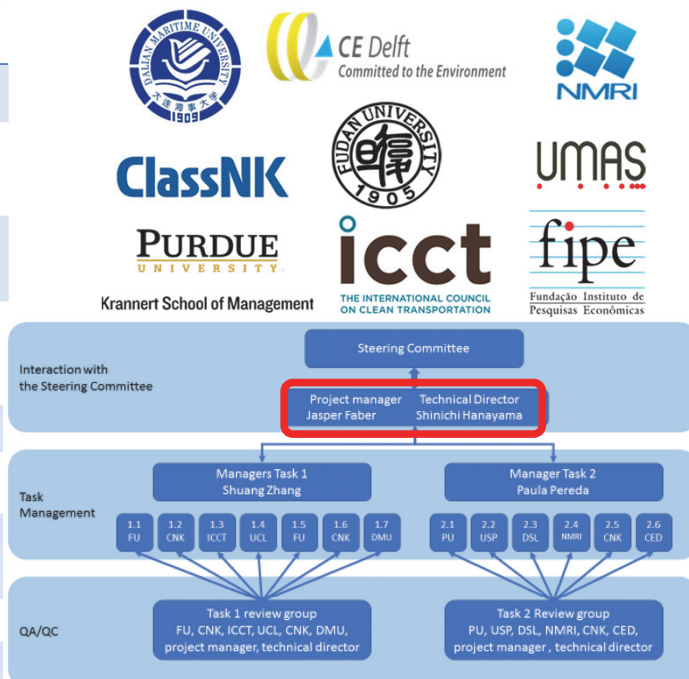 DALIAN MARITIME UNIVERSITY
大连海事大学
1909
CE Delft
Committed to the Environment
NMRI
ClassNK
FUDAN UNIVERSITY
1905
UMAS
PURDUE
UNIVERSITY
Krannert School of Management
icct
THE INTERNATIONAL COUNCIL
ON CLEAN TRANSPORTATION
fipe
Fundação Instituto de
Pesquisas Econômicas
Interaction with
the Steering Committee
Steering Committee
Project manager
Jasper Faber
Technical Director
Shinichi Hanayama
Task
Management
Managers Task 1
Shuang Zhang
Manager Task 2
Paula Pereda
1.1
FU
1.2
CNK
1.3
ICCT
1.4
UCL
1.5
FU
1.6
CNK
1.7
DMU
2.1
PU
2.2
USP
2.3
DSL
2.4
NMRI
2.5
CNK
2.6
CED
QA/QC
Task 1 review group
FU, CNK, ICCT, UCL, CNK, DMU,
project manager, technical director
Task 2 Review group
PU, USP, DSL, NMRI, CNK, CED,
project manager , technical director